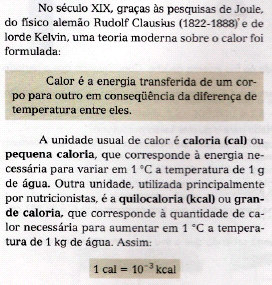 No século XIX, graças às pesquisas de Joule,
do físico alemão Rudolf Clausius (1822-1888) e de
lorde Kelvin, uma teoria moderna sobre o calor foi
formulada:
Calor é a energia transferida de um cor-
po para outro em conseqüência da diferença de
temperatura entre eles.
A unidade usual de calor é caloria (cal) ou
pequena caloria, que corresponde à energia ne-
cessária para variar em 1 °C a temperatura de 1 g
de água. Outra unidade, utilizada principalmente
por nutricionistas, é a quilocaloria (kcal) ou gran-
de caloria, que corresponde à quantidade de ca-
lor necessária para aumentar em 1 °C a tempera-
tura de 1 kg de água. Assim:
1 cal = 10⁻³ kcal